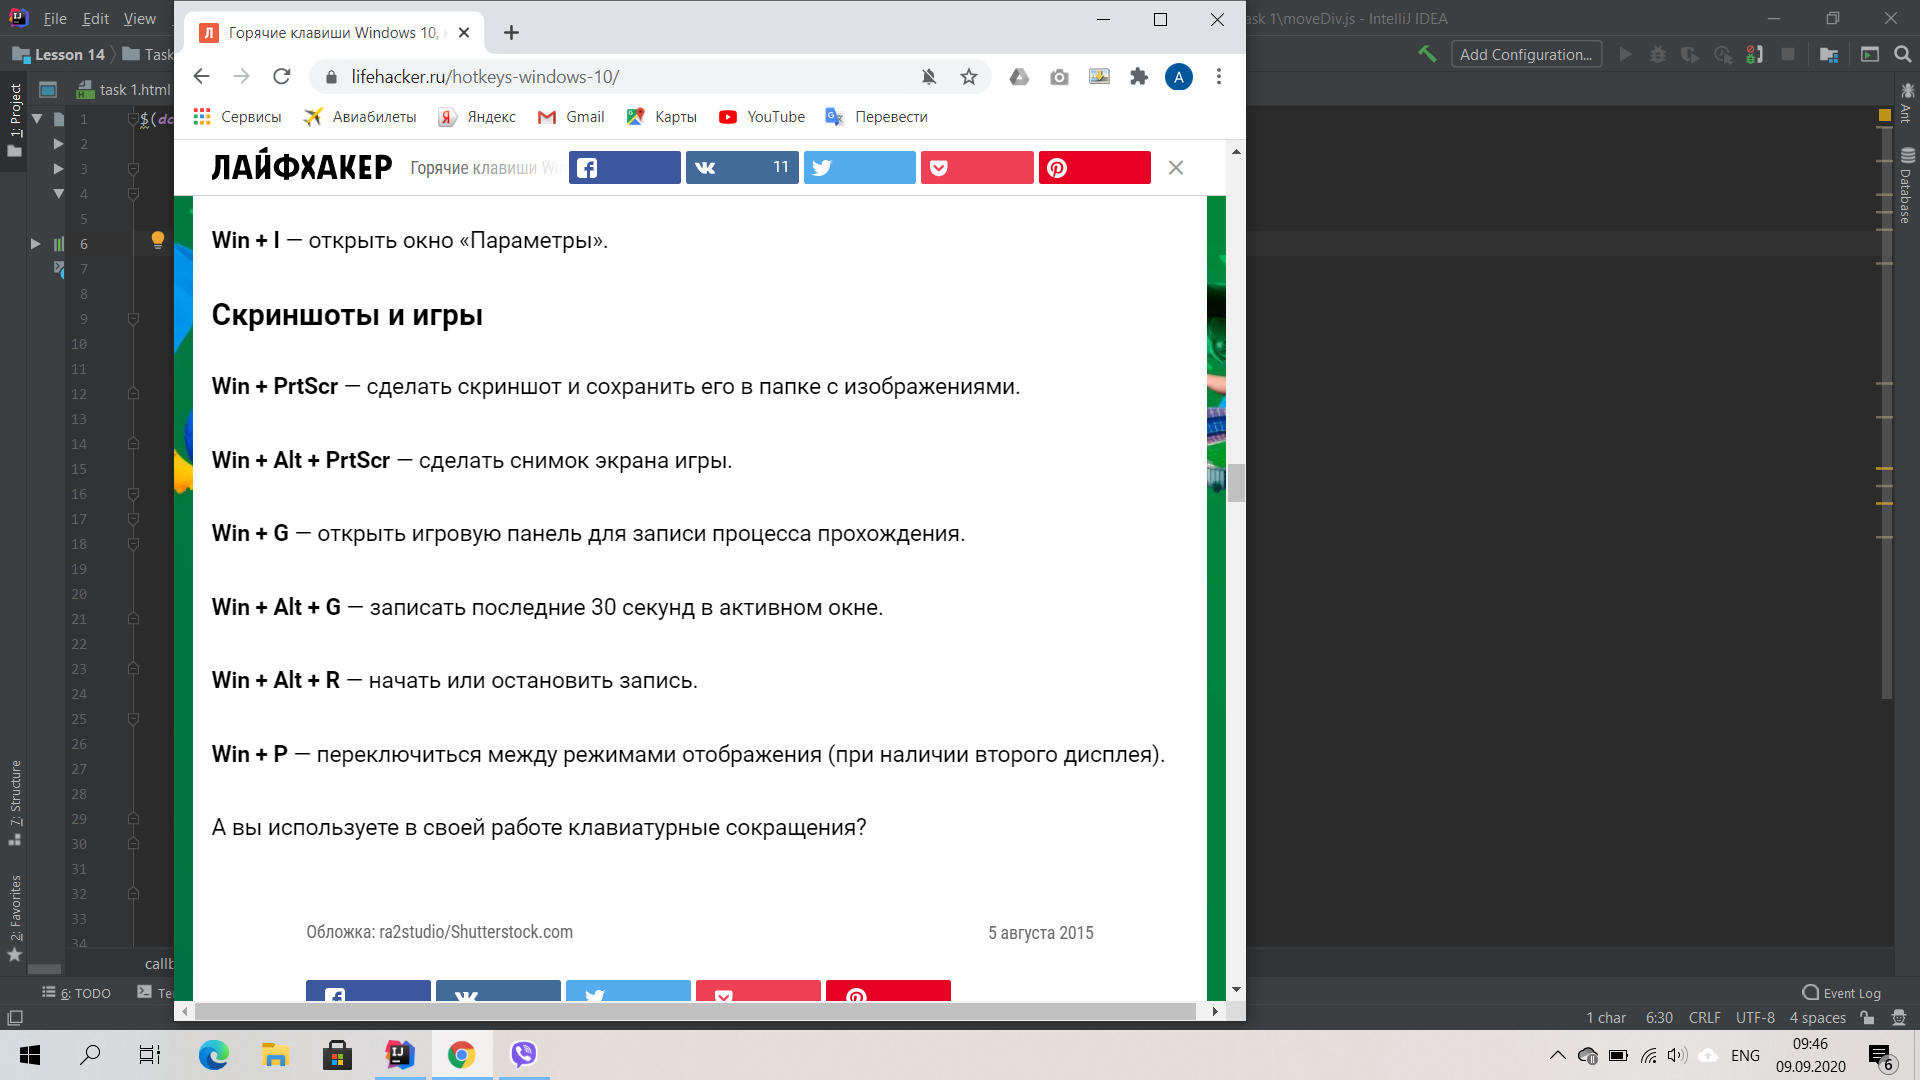 File Edit View
task 1\moveDiv.js - IntelliJ IDEA
Lesson 14
Task
Add Configuration...
task 1.html
1: Project
7: Structure
2: Favorites
Ant
Database
1
2
3
4
5
6
7
8
9
10
11
12
13
14
15
16
17
18
19
20
21
22
23
24
25
26
27
28
29
30
31
32
33
34
$(do
callb
6: TODO
Te
Event Log
1 char 6:30 CRLF UTF-8 4 spaces
Горячие клавиши Windows 10,
lifehacker.ru/hotkeys-windows-10/
A
Сервисы Авиабилеты Яндекс Gmail Карты YouTube Перевести
ЛАЙФХАКЕР Горячие клавиши Win 11
Win + I — открыть окно «Параметры».
Скриншоты и игры
Win + PrtScr — сделать скриншот и сохранить его в папке с изображениями.
Win + Alt + PrtScr — сделать снимок экрана игры.
Win + G — открыть игровую панель для записи процесса прохождения.
Win + Alt + G — записать последние 30 секунд в активном окне.
Win + Alt + R — начать или остановить запись.
Win + P — переключиться между режимами отображения (при наличии второго дисплея).
А вы используете в своей работе клавиатурные сокращения?
Обложка: ra2studio/Shutterstock.com
5 августа 2015
ENG
09:46
09.09.2020
6